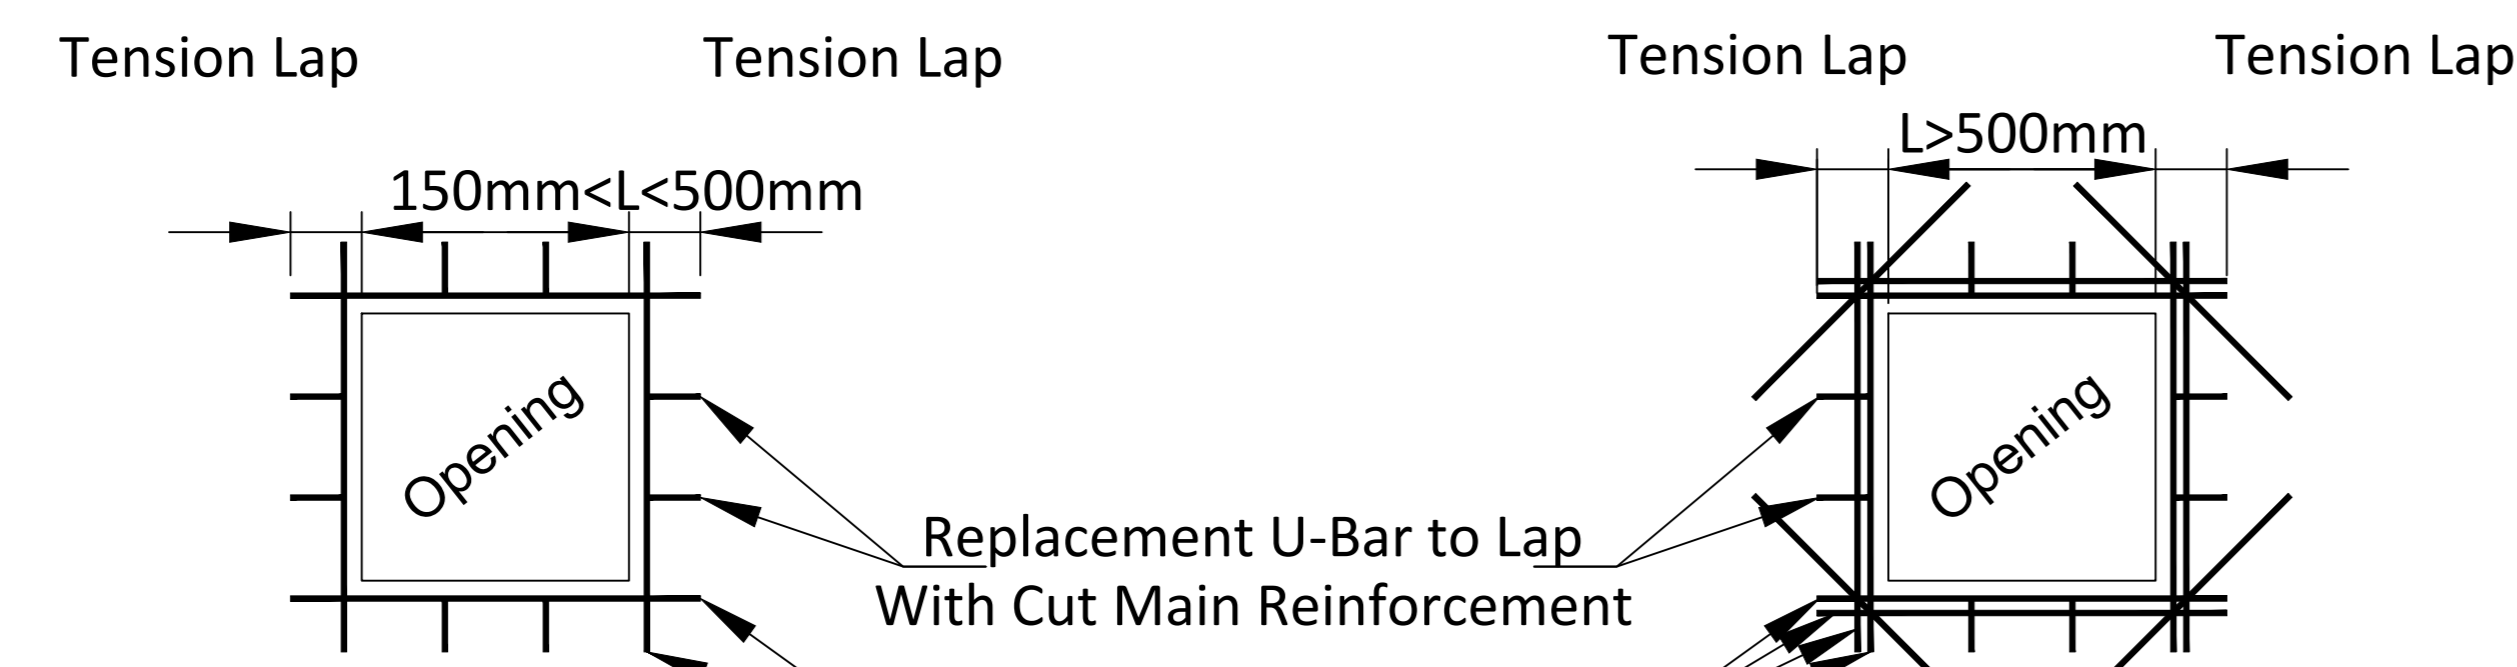 Tension Lap
Tension Lap
150mm<L<500mm
Opening
Tension Lap
Tension Lap
L>500mm
Opening
Replacement U-Bar to Lap
With Cut Main Reinforcement